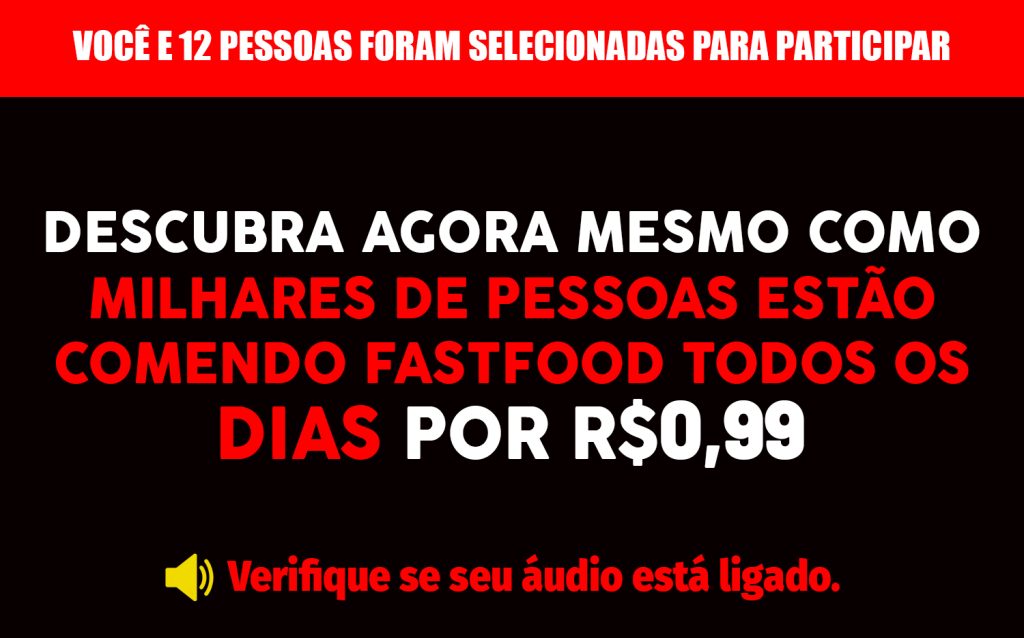 VOCÊ E 12 PESSOAS FORAM SELECIONADAS PARA PARTICIPAR
DESCUBRA AGORA MESMO COMO
MILHARES DE PESSOAS ESTÃO
COMENDO FASTFOOD TODOS OS
DIAS POR R$0,99
Verifique se seu áudio está ligado.